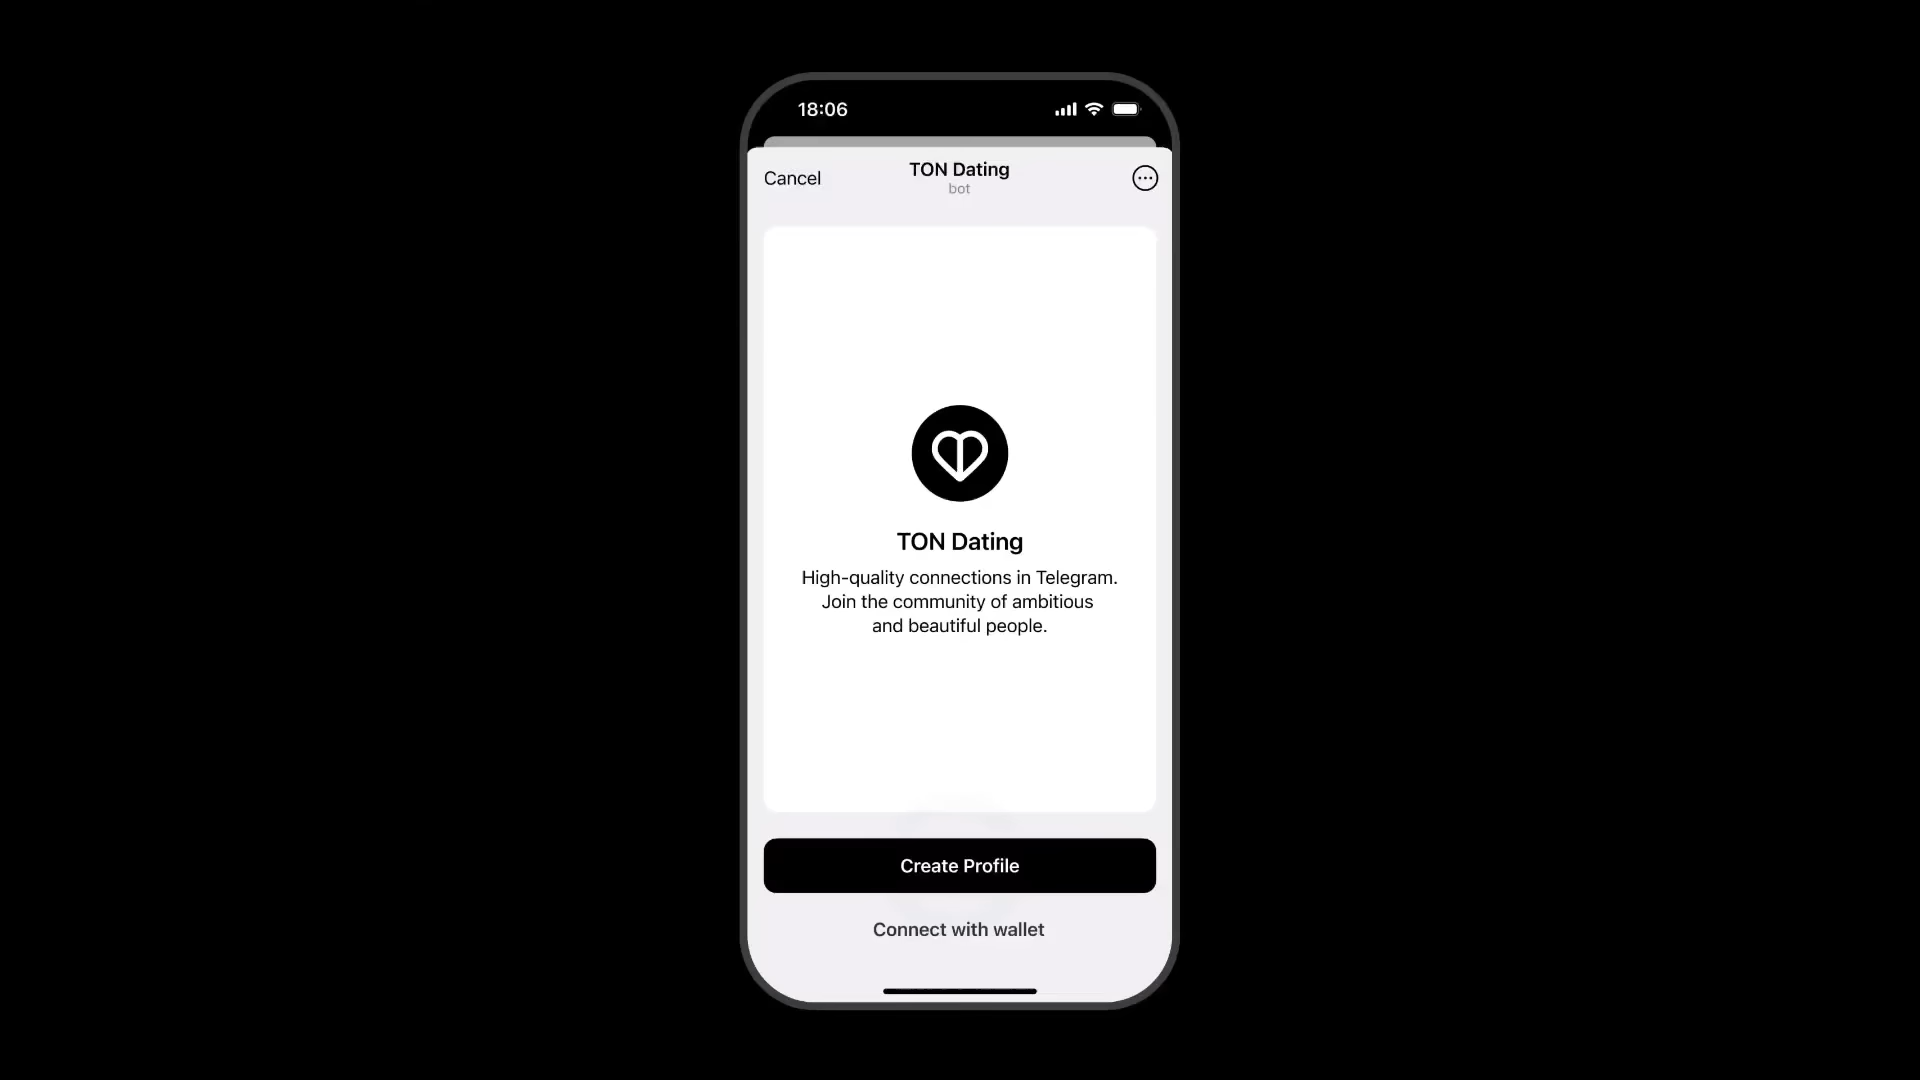 18:06
Cancel
TON Dating
bot
TON Dating
High-quality connections in Telegram.
Join the community of ambitious
and beautiful people.
Create Profile
Connect with wallet